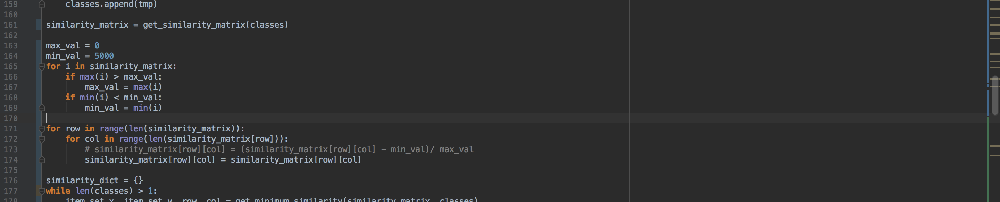 159 classes.append(tmp)
160
161 similarity_matrix = get_similarity_matrix(classes)
162
163 max_val = 0
164 min_val = 5000
165 for i in similarity_matrix:
166 if max(i) > max_val:
167 max_val = max(i)
168 if min(i) < min_val:
169 min_val = min(i)
170
171 for row in range(len(similarity_matrix)):
172 for col in range(len(similarity_matrix[row])):
173 # similarity_matrix[row][col] = (similarity_matrix[row][col] - min_val)/ max_val
174 similarity_matrix[row][col] = similarity_matrix[row][col]
175
176 similarity_dict = {}
177 while len(classes) > 1:
178 item_set_x, item_set_y, row, col = get_minimum_similarity(similarity_matrix, classes)